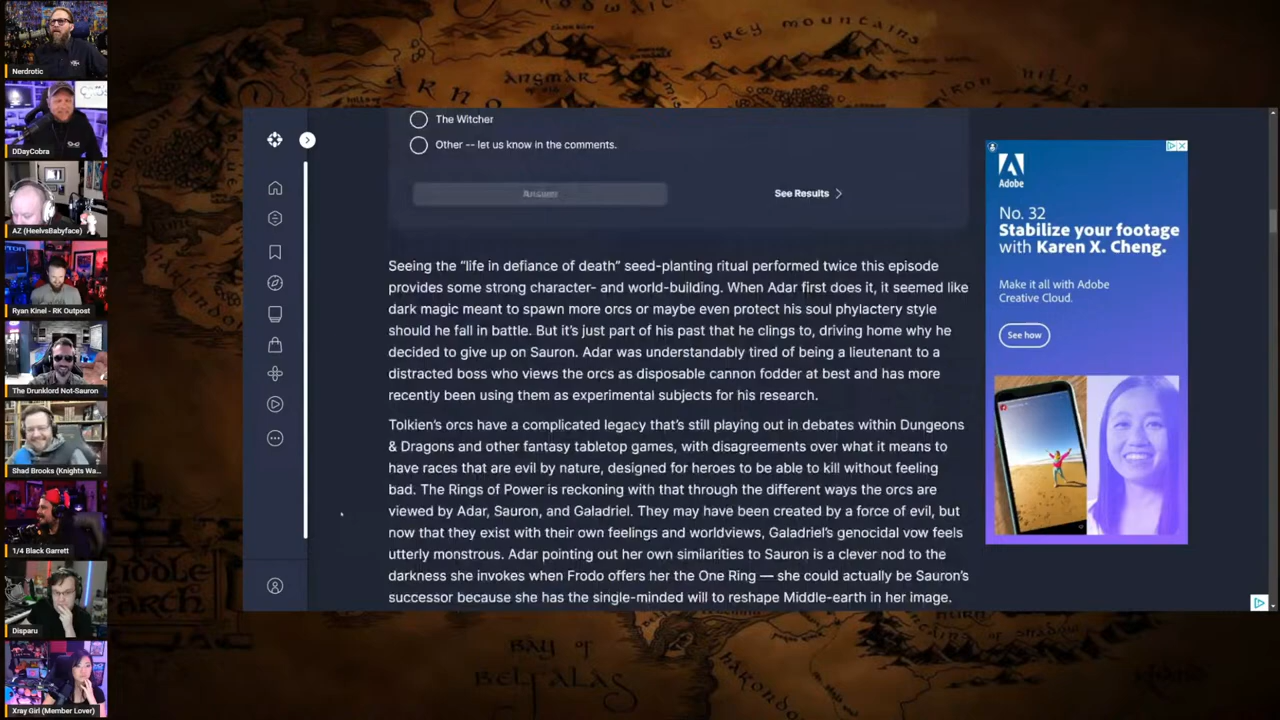 Nerdrotic
DDayCobra
AZ (HeelvsBabyface)
Ryan Kinel - RK Outpost
The Drunklord Not-Sauron
Shad Brooks (Knights Wa...
1/4 Black Garrett
Disparu
Xray Girl (Member Lover)
GREY MOUNTAINS
ANGMAR
IRON HILLS
The Witcher
Other -- let us know in the comments.
Answer
See Results
Seeing the “life in defiance of death” seed-planting ritual performed twice this episode
provides some strong character- and world-building. When Adar first does it, it seemed like
dark magic meant to spawn more orcs or maybe even protect his soul phylactery style
should he fall in battle. But it’s just part of his past that he clings to, driving home why he
decided to give up on Sauron. Adar was understandably tired of being a lieutenant to a
distracted boss who views the orcs as disposable cannon fodder at best and has more
recently been using them as experimental subjects for his research.
Tolkien’s orcs have a complicated legacy that’s still playing out in debates within Dungeons
& Dragons and other fantasy tabletop games, with disagreements over what it means to
have races that are evil by nature, designed for heroes to be able to kill without feeling
bad. The Rings of Power is reckoning with that through the different ways the orcs are
viewed by Adar, Sauron, and Galadriel. They may have been created by a force of evil, but
now that they exist with their own feelings and worldviews, Galadriel’s genocidal vow feels
utterly monstrous. Adar pointing out her own similarities to Sauron is a clever nod to the
darkness she invokes when Frodo offers her the One Ring — she could actually be Sauron’s
successor because she has the single-minded will to reshape Middle-earth in her image.
Adobe
No. 32
Stabilize your footage
with Karen X. Cheng.
Make it all with Adobe
Creative Cloud.
See how
BAY OF
BELFALAS